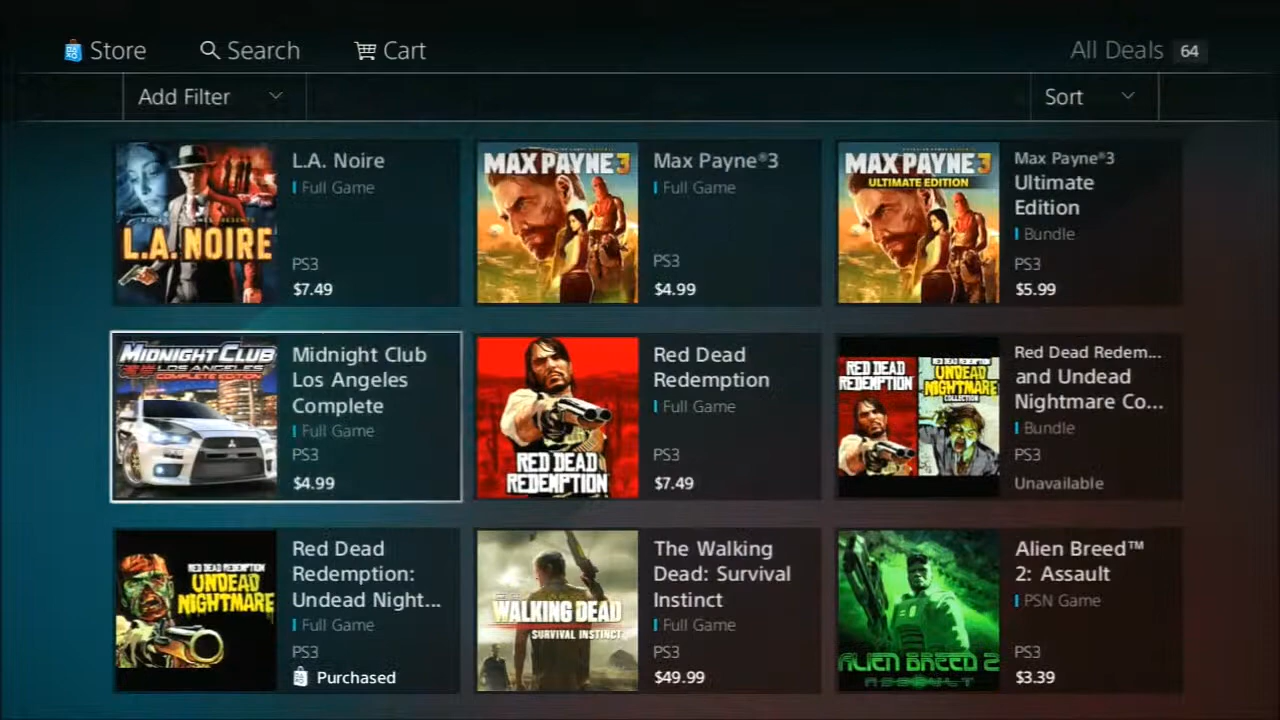 Store
Search
Cart
All Deals 64
Add Filter
Sort
L.A. NOIRE
L.A. Noire
Full Game
PS3
$7.49
MAX PAYNE 3
Max Payne®3
Full Game
PS3
$4.99
MAX PAYNE 3
ULTIMATE EDITION
Max Payne®3
Ultimate
Edition
Bundle
PS3
$5.99
MIDNIGHT CLUB
LOS ANGELES
COMPLETE EDITION
Midnight Club
Los Angeles
Complete
Full Game
PS3
$4.99
RED DEAD
REDEMPTION
Red Dead
Redemption
Full Game
PS3
$7.49
RED DEAD
REDEMPTION
RED DEAD REDEMPTION
UNDEAD
NIGHTMARE
COLLECTION
Red Dead Redem...
and Undead
Nightmare Co...
Bundle
PS3
Unavailable
RED DEAD REDEMPTION
UNDEAD
NIGHTMARE
Red Dead
Redemption:
Undead Night...
Full Game
PS3
Purchased
THE
WALKING DEAD
SURVIVAL INSTINCT
The Walking
Dead: Survival
Instinct
Full Game
PS3
$49.99
ALIEN BREED 2
ASSAULT
Alien Breed™
2: Assault
PSN Game
PS3
$3.39